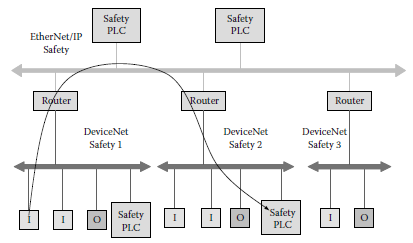 Safety
PLC
Safety
PLC
EtherNet/IP
Safety
Router
Router
Router
DeviceNet
Safety 1
DeviceNet
Safety 2
DeviceNet
Safety 3
I
I
O
Safety
PLC
I
I
O
Safety
PLC
I
O